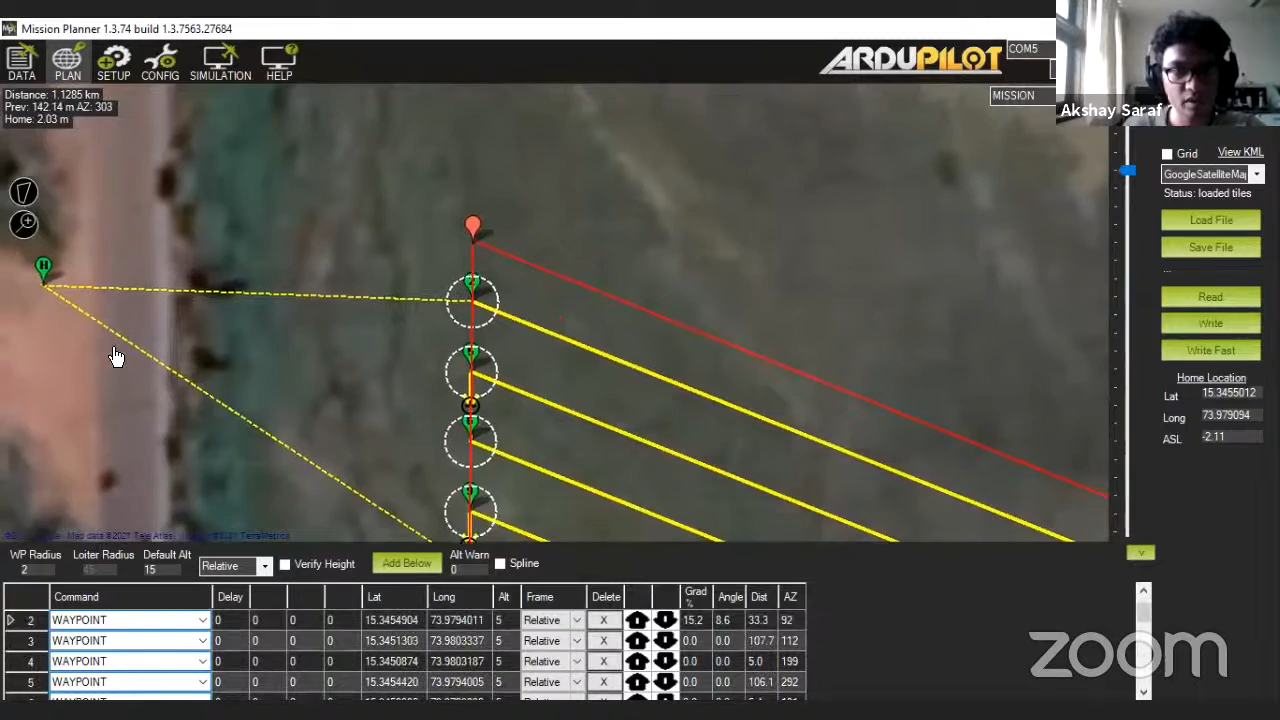 Mission Planner 1.3.74 build 1.3.7563.27684
DATA PLAN SETUP CONFIG SIMULATION HELP
ARDUPILOT
COM5
MISSION
Akshay Saraf
Distance: 1.1285 km
Prev: 142.14 m AZ: 303
Home: 2.03 m
H
Grid View KML
GoogleSatelliteMap
Status: loaded tiles
Load File
Save File
...
Read
Write
Write Fast
Home Location
Lat 15.3455012
Long 73.979094
ASL -2.11
Map data ©2021 Tele Atlas,
TerraMetrics
WP Radius Loiter Radius Default Alt Alt Warn
2 45 15 Relative Verify Height Add Below 0 Spline
v
Command Delay Lat Long Alt Frame Delete Grad % Angle Dist AZ
2 WAYPOINT 0 0 0 0 15.3454904 73.9794011 5 Relative X 15.2 8.6 33.3 92
3 WAYPOINT 0 0 0 0 15.3451303 73.9803337 5 Relative X 0.0 0.0 107.7 112
4 WAYPOINT 0 0 0 0 15.3450874 73.9803187 5 Relative X 0.0 0.0 5.0 199
5 WAYPOINT 0 0 0 0 15.3454420 73.9794005 5 Relative X 0.0 0.0 106.1 292
WAYPOINT
zoom